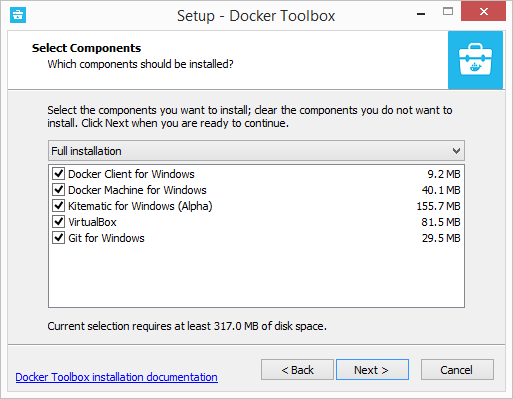 Setup - Docker Toolbox
Select Components
Which components should be installed?
Select the components you want to install; clear the components you do not want to
install. Click Next when you are ready to continue.
Full installation
Docker Client for Windows 9.2 MB
Docker Machine for Windows 40.1 MB
Kitematic for Windows (Alpha) 155.7 MB
VirtualBox 81.5 MB
Git for Windows 29.5 MB
Current selection requires at least 317.0 MB of disk space.
Docker Toolbox installation documentation
< Back Next > Cancel